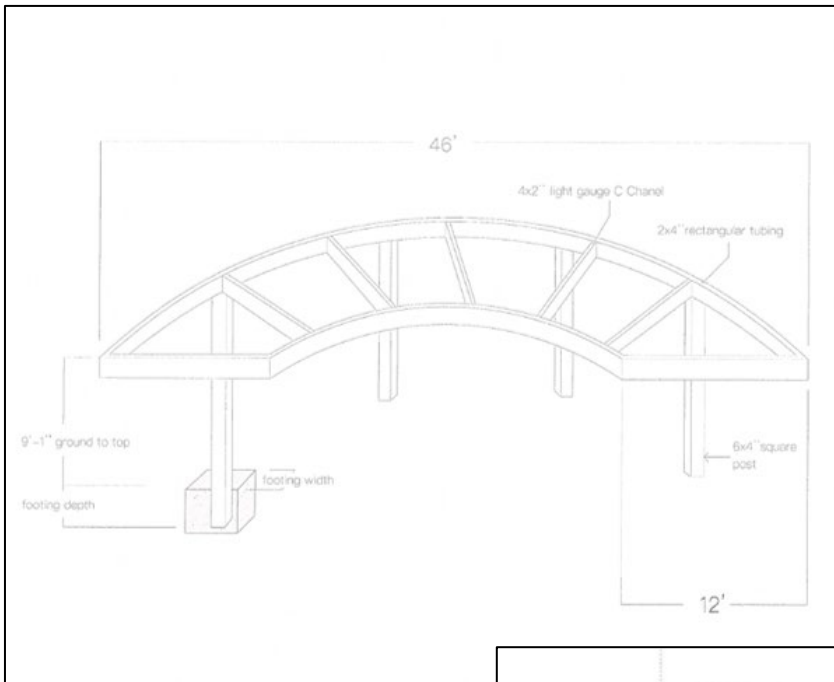 46'
4x2'' light gauge C Chanel
2x4'' rectangular tubing
9'-1'' ground to top
footing width
footing depth
6x4'' square
post
12'